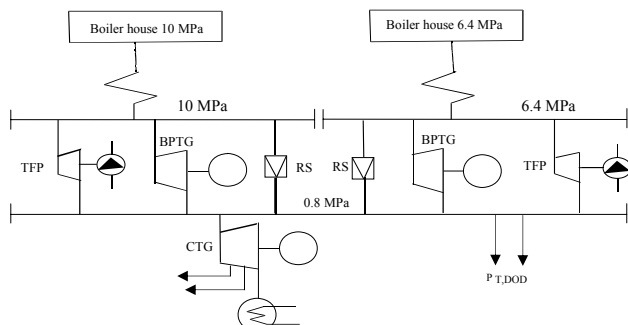 Boiler house 10 MPa
Boiler house 6.4 MPa
10 MPa
6.4 MPa
BPTG
BPTG
TFP
RS
RS
TFP
0.8 MPa
CTG
P T,DOD